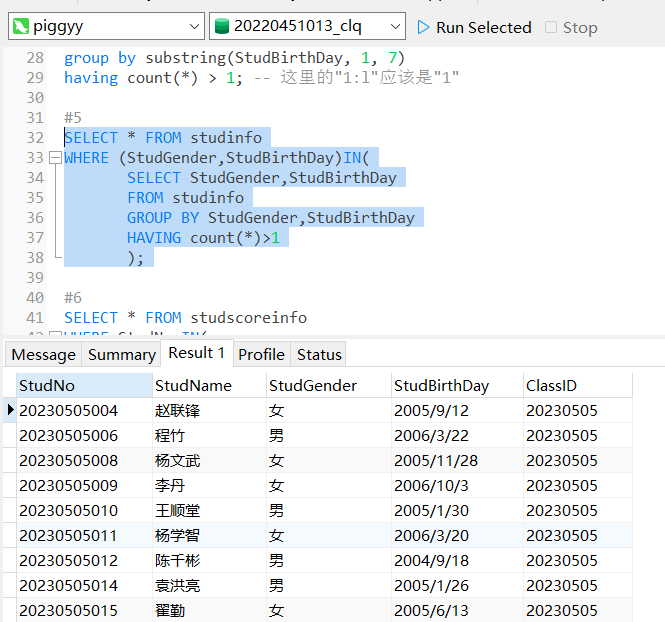 piggyy 20220451013_clq Run Selected Stop
28 group by substring(StudBirthDay, 1, 7)
29 having count(*) > 1; -- 这里的"1:l"应该是"1"
30
31 #5
32 SELECT * FROM studinfo
33 WHERE (StudGender,StudBirthDay)IN(
34 SELECT StudGender,StudBirthDay
35 FROM studinfo
36 GROUP BY StudGender,StudBirthDay
37 HAVING count(*)>1
38 );
39
40 #6
41 SELECT * FROM studscoreinfo
Message Summary Result 1 Profile Status
StudNo StudName StudGender StudBirthDay ClassID
20230505004 赵联锋 女 2005/9/12 20230505
20230505006 程竹 男 2006/3/22 20230505
20230505008 杨文武 女 2005/11/28 20230505
20230505009 李丹 女 2006/10/3 20230505
20230505010 王顺堂 男 2005/1/30 20230505
20230505011 杨学智 女 2006/3/20 20230505
20230505012 陈千彬 男 2004/9/18 20230505
20230505014 袁洪亮 男 2005/1/26 20230505
20230505015 翟勤 女 2005/6/13 20230505